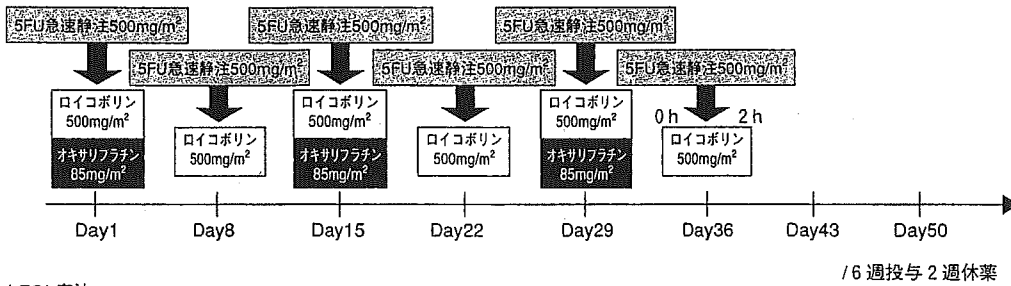 5FU急速静注500mg/m²
5FU急速静注500mg/m²
5FU急速静注500mg/m²
5FU急速静注500mg/m²
5FU急速静注500mg/m²
5FU急速静注500mg/m²
ロイコボリン
500mg/m²
オキサリプラチン
85mg/m²
ロイコボリン
500mg/m²
ロイコボリン
500mg/m²
オキサリプラチン
85mg/m²
ロイコボリン
500mg/m²
ロイコボリン
500mg/m²
オキサリプラチン
85mg/m²
0h 2h
ロイコボリン
500mg/m²
Day1 Day8 Day15 Day22 Day29 Day36 Day43 Day50
/6週投与2週休薬